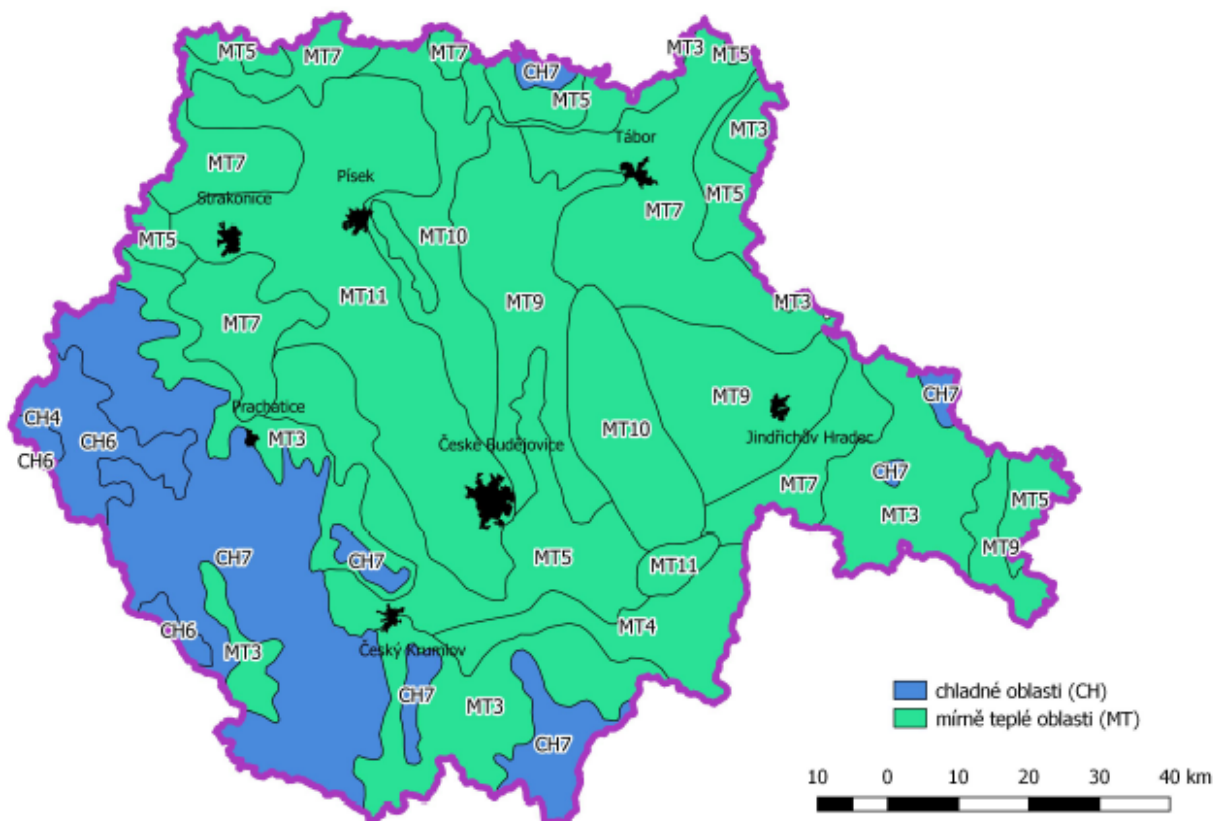 MT5
MT7
MT7
MT3
MT5
CH7
MT5
MT3
Tábor
MT7
Písek
Strakonice
MT5
MT7
MT10
MT5
MT11
MT9
MT3
MT7
CH7
CH4
Prachatice
MT9
CH6
MT3
České Budějovice
MT10
Jindřichův Hradec
CH6
CH7
MT7
MT5
MT3
CH7
CH7
MT5
MT11
MT9
CH6
MT4
MT3
Český Krumlov
CH7
MT3
CH7
chladné oblasti (CH)
mírně teplé oblasti (MT)
10 0 10 20 30 40 km